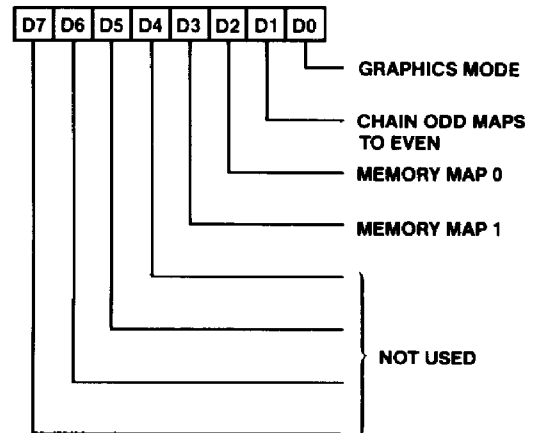 D7 D6 D5 D4 D3 D2 D1 D0
GRAPHICS MODE
CHAIN ODD MAPS
TO EVEN
MEMORY MAP 0
MEMORY MAP 1
NOT USED